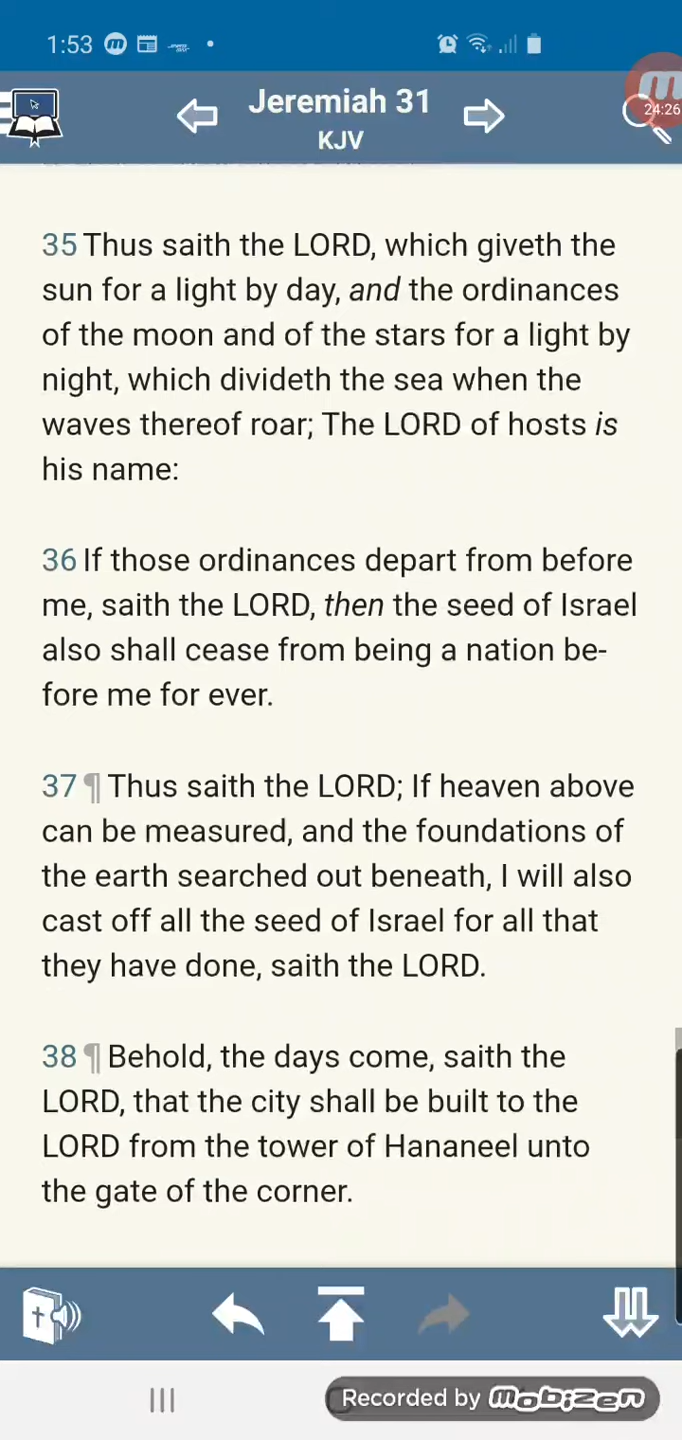 1:53
Jeremiah 31
KJV
24:26
35 Thus saith the LORD, which giveth the
sun for a light by day, and the ordinances
of the moon and of the stars for a light by
night, which divideth the sea when the
waves thereof roar; The LORD of hosts is
his name:
36 If those ordinances depart from before
me, saith the LORD, then the seed of Israel
also shall cease from being a nation be-
fore me for ever.
37 ¶ Thus saith the LORD; If heaven above
can be measured, and the foundations of
the earth searched out beneath, I will also
cast off all the seed of Israel for all that
they have done, saith the LORD.
38 ¶ Behold, the days come, saith the
LORD, that the city shall be built to the
LORD from the tower of Hananeel unto
the gate of the corner.
Recorded by mobizen